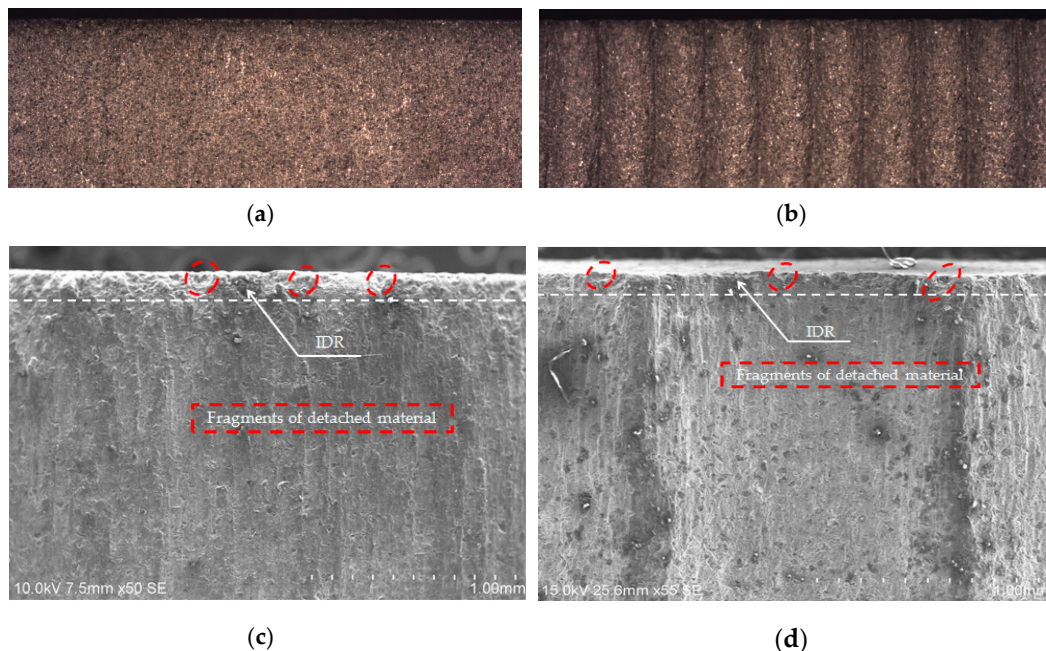 (a)
(b)
IDR
Fragments of detached material
10.0kV 7.5mm x50 SE
1.00mm
IDR
Fragments of detached material
15.0kV 25.6mm x55 SE
1.00mm
(c)
(d)